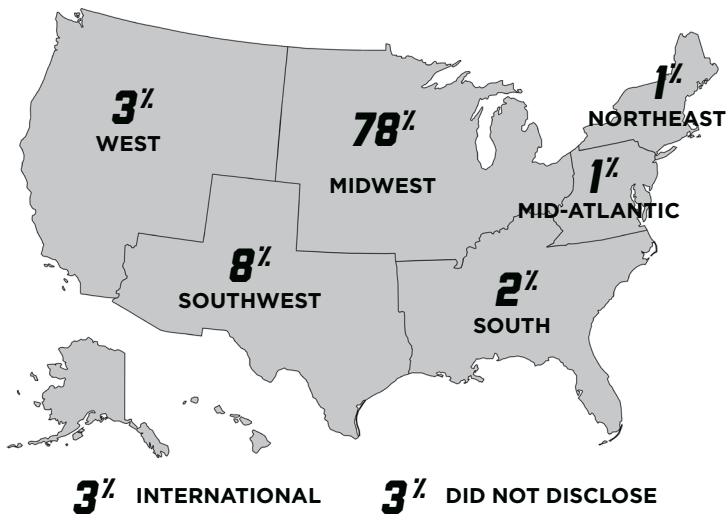 1%
NORTHEAST
3%
WEST
78%
MIDWEST
1%
MID-ATLANTIC
8%
SOUTHWEST
2%
SOUTH
3% INTERNATIONAL
3% DID NOT DISCLOSE